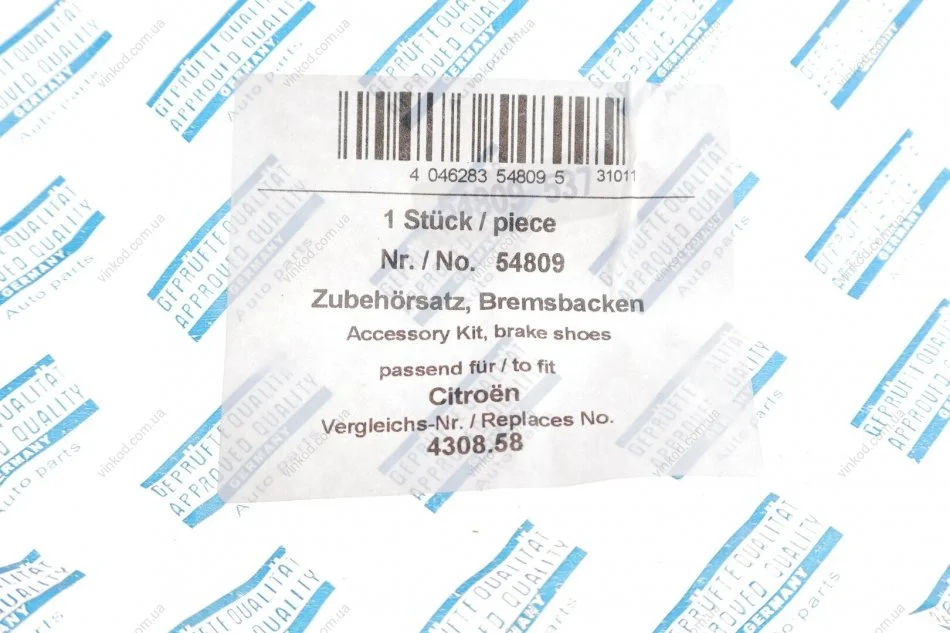 4 046283 54809 5
31011
1 Stück / piece
Nr. / No. 54809
Zubehörsatz, Bremsbacken
Accessory Kit, brake shoes
passend für / to fit
Citroën
Vergleichs-Nr. / Replaces No.
4308.58
GEPRÜFTE QUALITÄT
APPROVED QUALITY
GERMANY
Auto parts
vinkod.com.ua